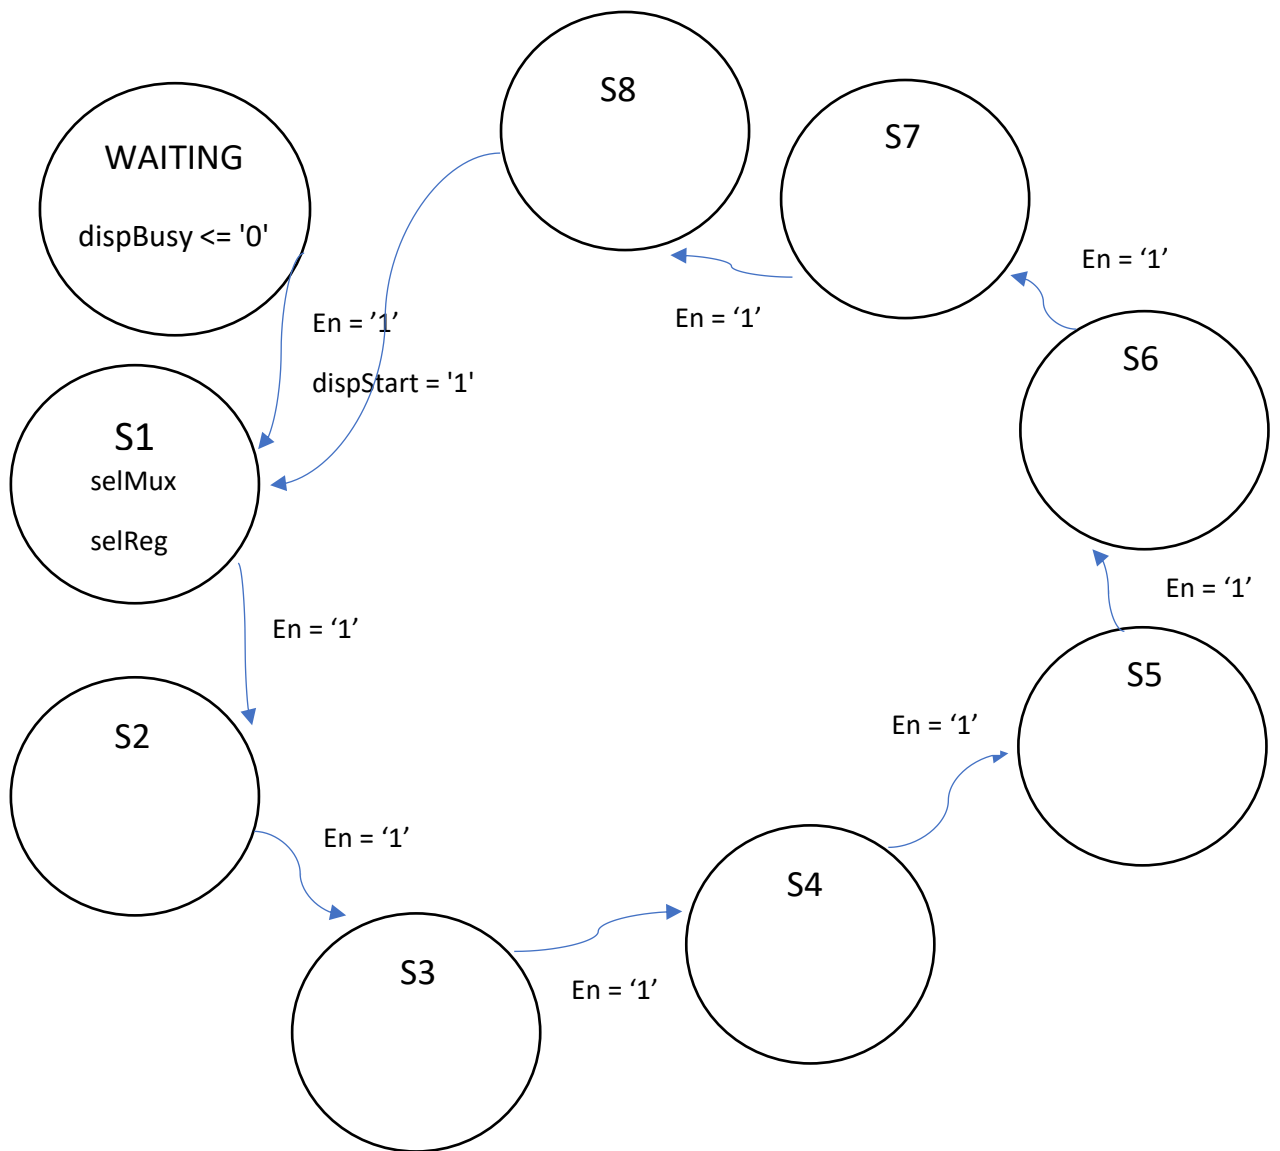 S8
S7
WAITING
dispBusy <= '0'
En = ‘1’
En = ’1’
En = ‘1’
dispStart = '1'
S6
S1
selMux
selReg
En = ‘1’
En = ‘1’
S5
S2
En = ‘1’
En = ‘1’
S4
S3
En = ‘1’